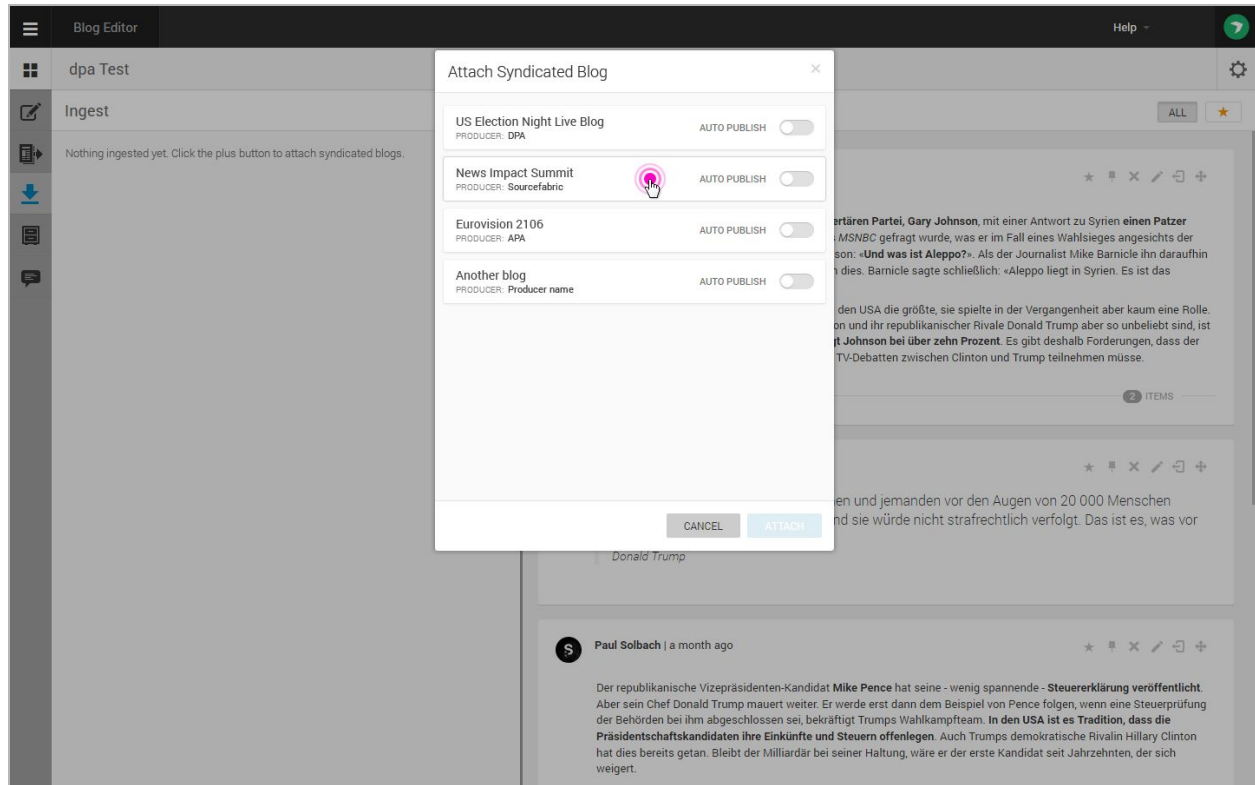 Blog Editor
Help
dpa Test
Ingest
ALL
Nothing ingested yet. Click the plus button to attach syndicated blogs.
Attach Syndicated Blog
US Election Night Live Blog
PRODUCER: DPA
AUTO PUBLISH
News Impact Summit
PRODUCER: Sourcefabric
AUTO PUBLISH
Eurovision 2106
PRODUCER: APA
AUTO PUBLISH
Another blog
PRODUCER: Producer name
AUTO PUBLISH
CANCEL
ATTACH
ertären Partei, Gary Johnson, mit einer Antwort zu Syrien einen Patzer
MSNBC gefragt wurde, was er im Fall eines Wahlsieges angesichts der
son: «Und was ist Aleppo?». Als der Journalist Mike Barnicle ihn daraufhin
dies. Barnicle sagte schließlich: «Aleppo liegt in Syrien. Es ist das
den USA die größte, sie spielte in der Vergangenheit aber kaum eine Rolle.
on und ihr republikanischer Rivale Donald Trump aber so unbeliebt sind, ist
gt Johnson bei über zehn Prozent. Es gibt deshalb Forderungen, dass der
TV-Debatten zwischen Clinton und Trump teilnehmen müsse.
2 ITEMS
en und jemanden vor den Augen von 20 000 Menschen
nd sie würde nicht strafrechtlich verfolgt. Das ist es, was vor
Donald Trump
S
Paul Solbach | a month ago
Der republikanische Vizepräsidenten-Kandidat Mike Pence hat seine - wenig spannende - Steuererklärung veröffentlicht.
Aber sein Chef Donald Trump mauert weiter. Er werde erst dann dem Beispiel von Pence folgen, wenn eine Steuerprüfung
der Behörden bei ihm abgeschlossen sei, bekräftigt Trumps Wahlkampfteam. In den USA ist es Tradition, dass die
Präsidentschaftskandidaten ihre Einkünfte und Steuern offenlegen. Auch Trumps demokratische Rivalin Hillary Clinton
hat dies bereits getan. Bleibt der Milliardär bei seiner Haltung, wäre er der erste Kandidat seit Jahrzehnten, der sich
weigert.